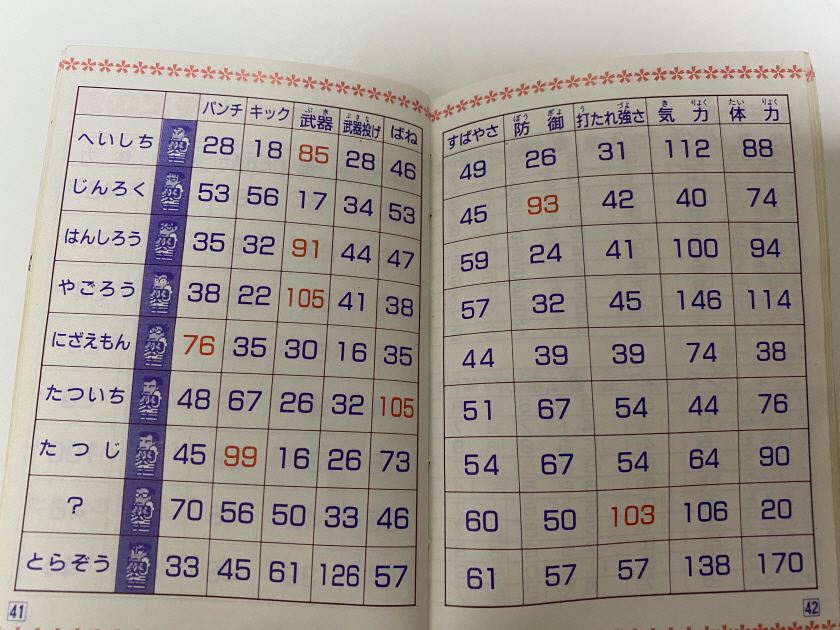 パンチ キック 武器 武器投げ ばね すばやさ 防御 打たれ強さ 気力 体力
へいしち 28 18 85 28 46 49 26 31 112 88
じんろく 53 56 17 34 53 45 93 42 40 74
はんしろう 35 32 91 44 47 59 24 41 100 94
やごろう 38 22 105 41 38 57 32 45 146 114
にざえもん 76 35 30 16 35 44 39 39 74 38
たついち 48 67 26 32 105 51 67 54 44 76
たつじ 45 99 16 26 73 54 67 54 64 90
? 70 56 50 33 46 60 50 103 106 20
とらぞう 33 45 61 126 57 61 57 57 138 170
41 42